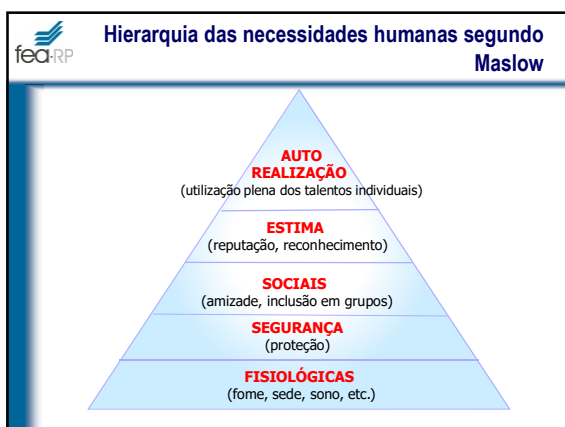 Hierarquia das necessidades humanas segundo
Maslow
fea-RP
AUTO
REALIZAÇÃO
(utilização plena dos talentos individuais)
ESTIMA
(reputação, reconhecimento)
SOCIAIS
(amizade, inclusão em grupos)
SEGURANÇA
(proteção)
FISIOLÓGICAS
(fome, sede, sono, etc.)